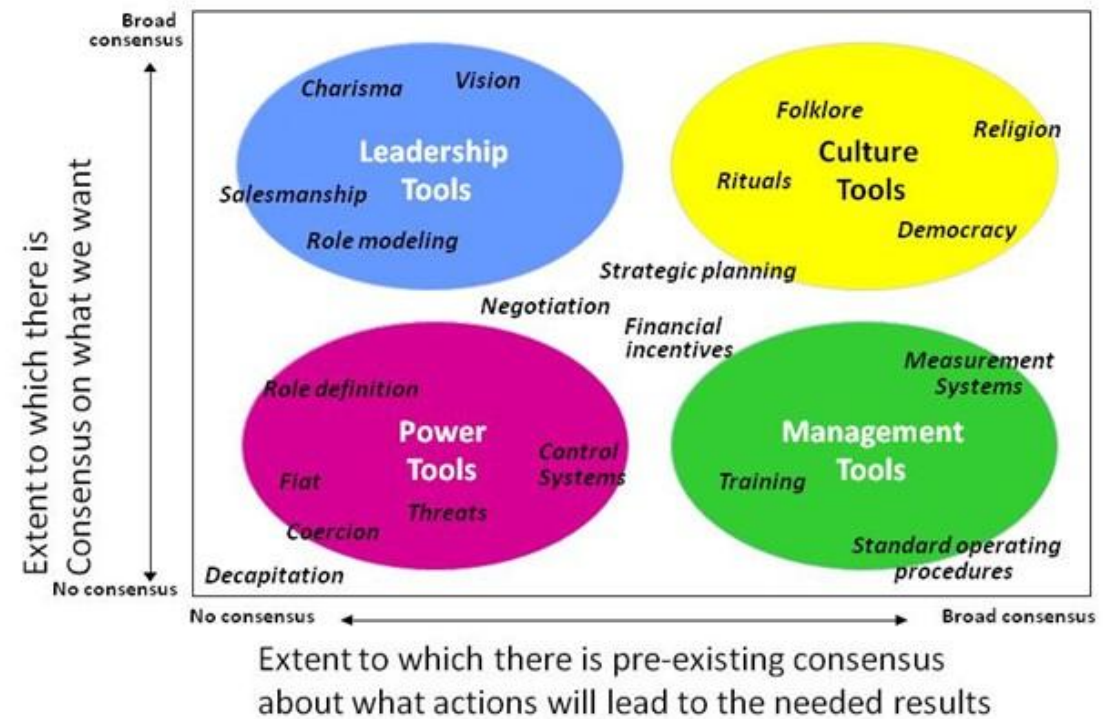 Broad
consensus
Extent to which there is
Consensus on what we want
No consensus
Charisma
Vision
Leadership
Tools
Salesmanship
Role modeling
Folklore
Religion
Culture
Tools
Rituals
Democracy
Strategic planning
Negotiation
Financial
incentives
Role definition
Power
Tools
Control
Systems
Fiat
Threats
Coercion
Decapitation
Measurement
Systems
Management
Tools
Training
Standard operating
procedures
No consensus
Broad consensus
Extent to which there is pre-existing consensus
about what actions will lead to the needed results